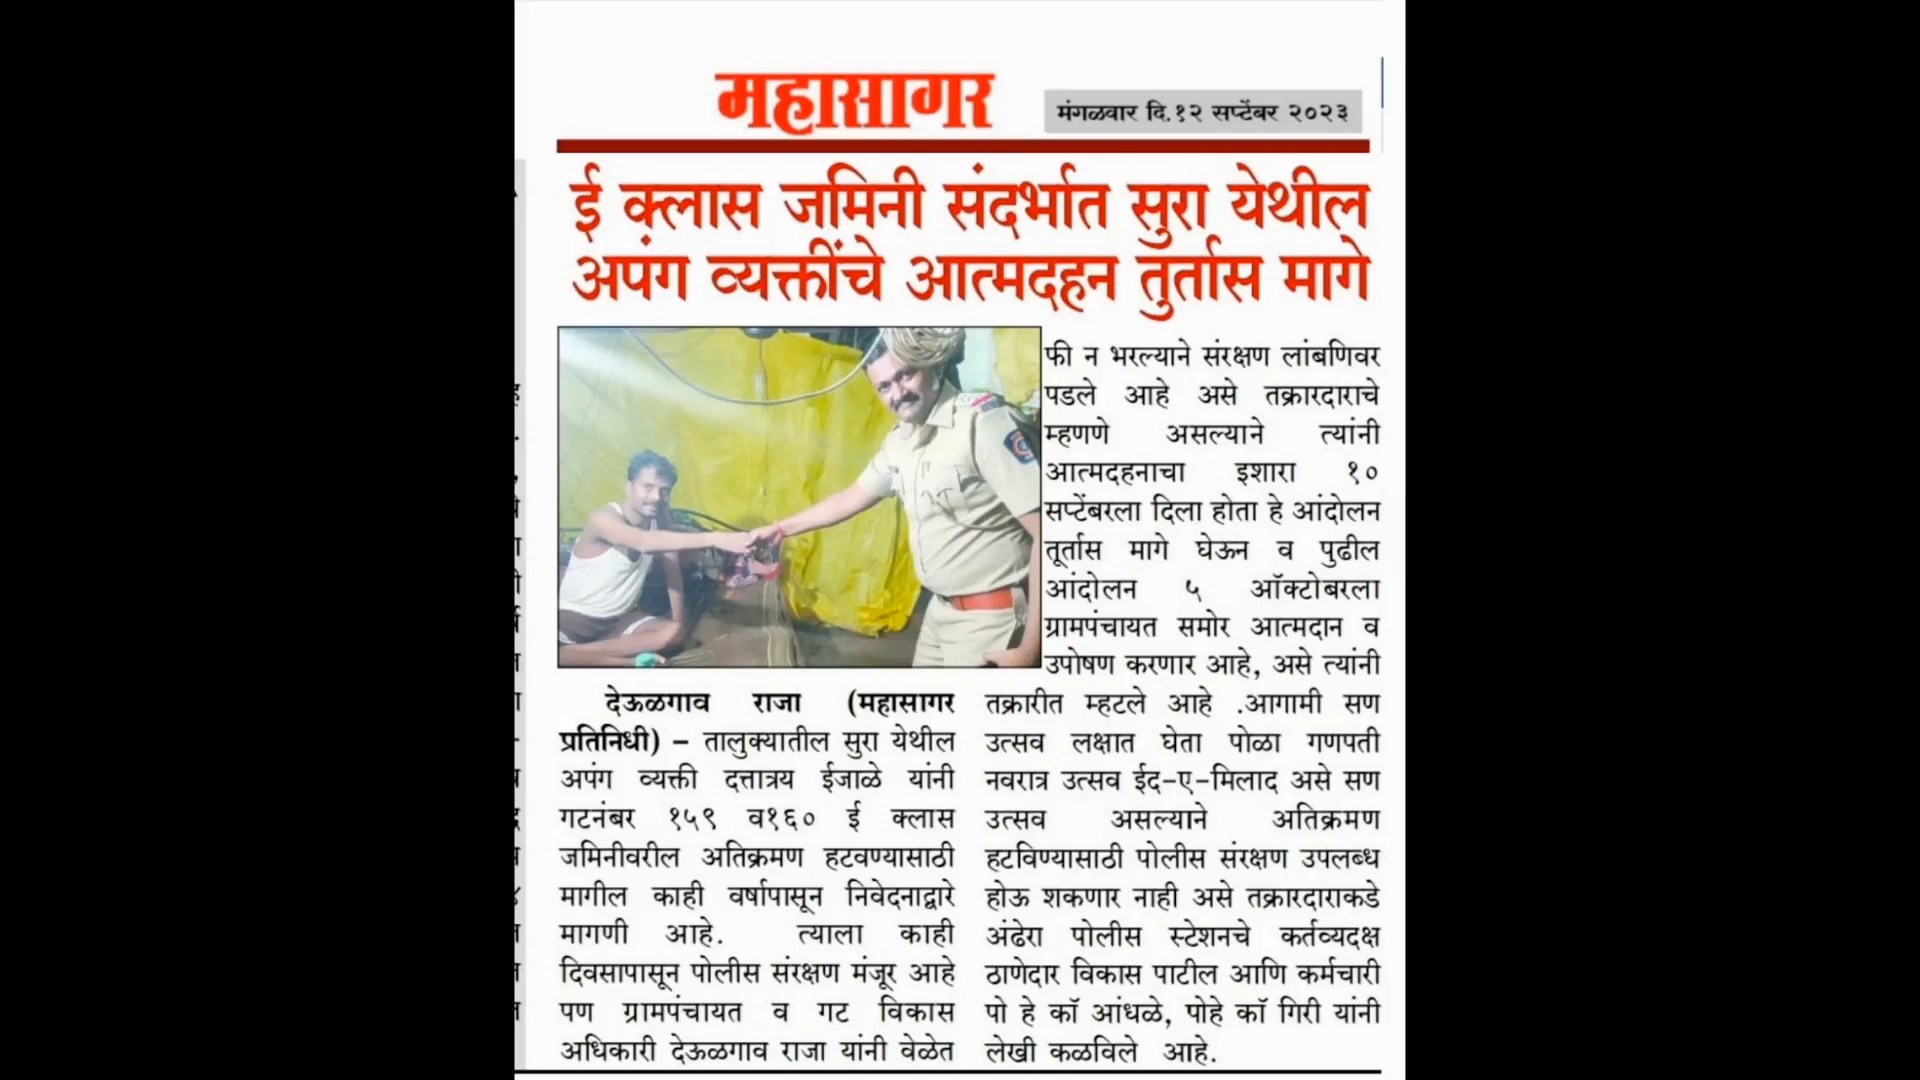 महासागर
मंगळवार दि.१२ सप्टेंबर २०२३
ई क्लास जमिनी संदर्भात सुरा येथील
अपंग व्यक्तींचे आत्मदहन तुर्तास मागे
देऊळगाव राजा (महासागर
प्रतिनिधी) – तालुक्यातील सुरा येथील
अपंग व्यक्ती दत्तात्रय ईजाळे यांनी
गटनंबर १५९ व१६० ई क्लास
जमिनीवरील अतिक्रमण हटवण्यासाठी
मागील काही वर्षापासून निवेदनाद्वारे
मागणी आहे. त्याला काही
दिवसापासून पोलीस संरक्षण मंजूर आहे
पण ग्रामपंचायत व गट विकास
अधिकारी देऊळगाव राजा यांनी वेळेत
फी न भरल्याने संरक्षण लांबणिवर
पडले आहे असे तक्रारदाराचे
म्हणणे असल्याने त्यांनी
आत्मदहनाचा इशारा १०
सप्टेंबरला दिला होता हे आंदोलन
तूर्तास मागे घेऊन व पुढील
आंदोलन ५ ऑक्टोबरला
ग्रामपंचायत समोर आत्मदान व
उपोषण करणार आहे, असे त्यांनी
तक्रारीत म्हटले आहे .आगामी सण
उत्सव लक्षात घेता पोळा गणपती
नवरात्र उत्सव ईद-ए-मिलाद असे सण
उत्सव असल्याने अतिक्रमण
हटविण्यासाठी पोलीस संरक्षण उपलब्ध
होऊ शकणार नाही असे तक्रारदाराकडे
अंढेरा पोलीस स्टेशनचे कर्तव्यदक्ष
ठाणेदार विकास पाटील आणि कर्मचारी
पो हे कॉ आंधळे, पोहे कॉ गिरी यांनी
लेखी कळविले आहे.